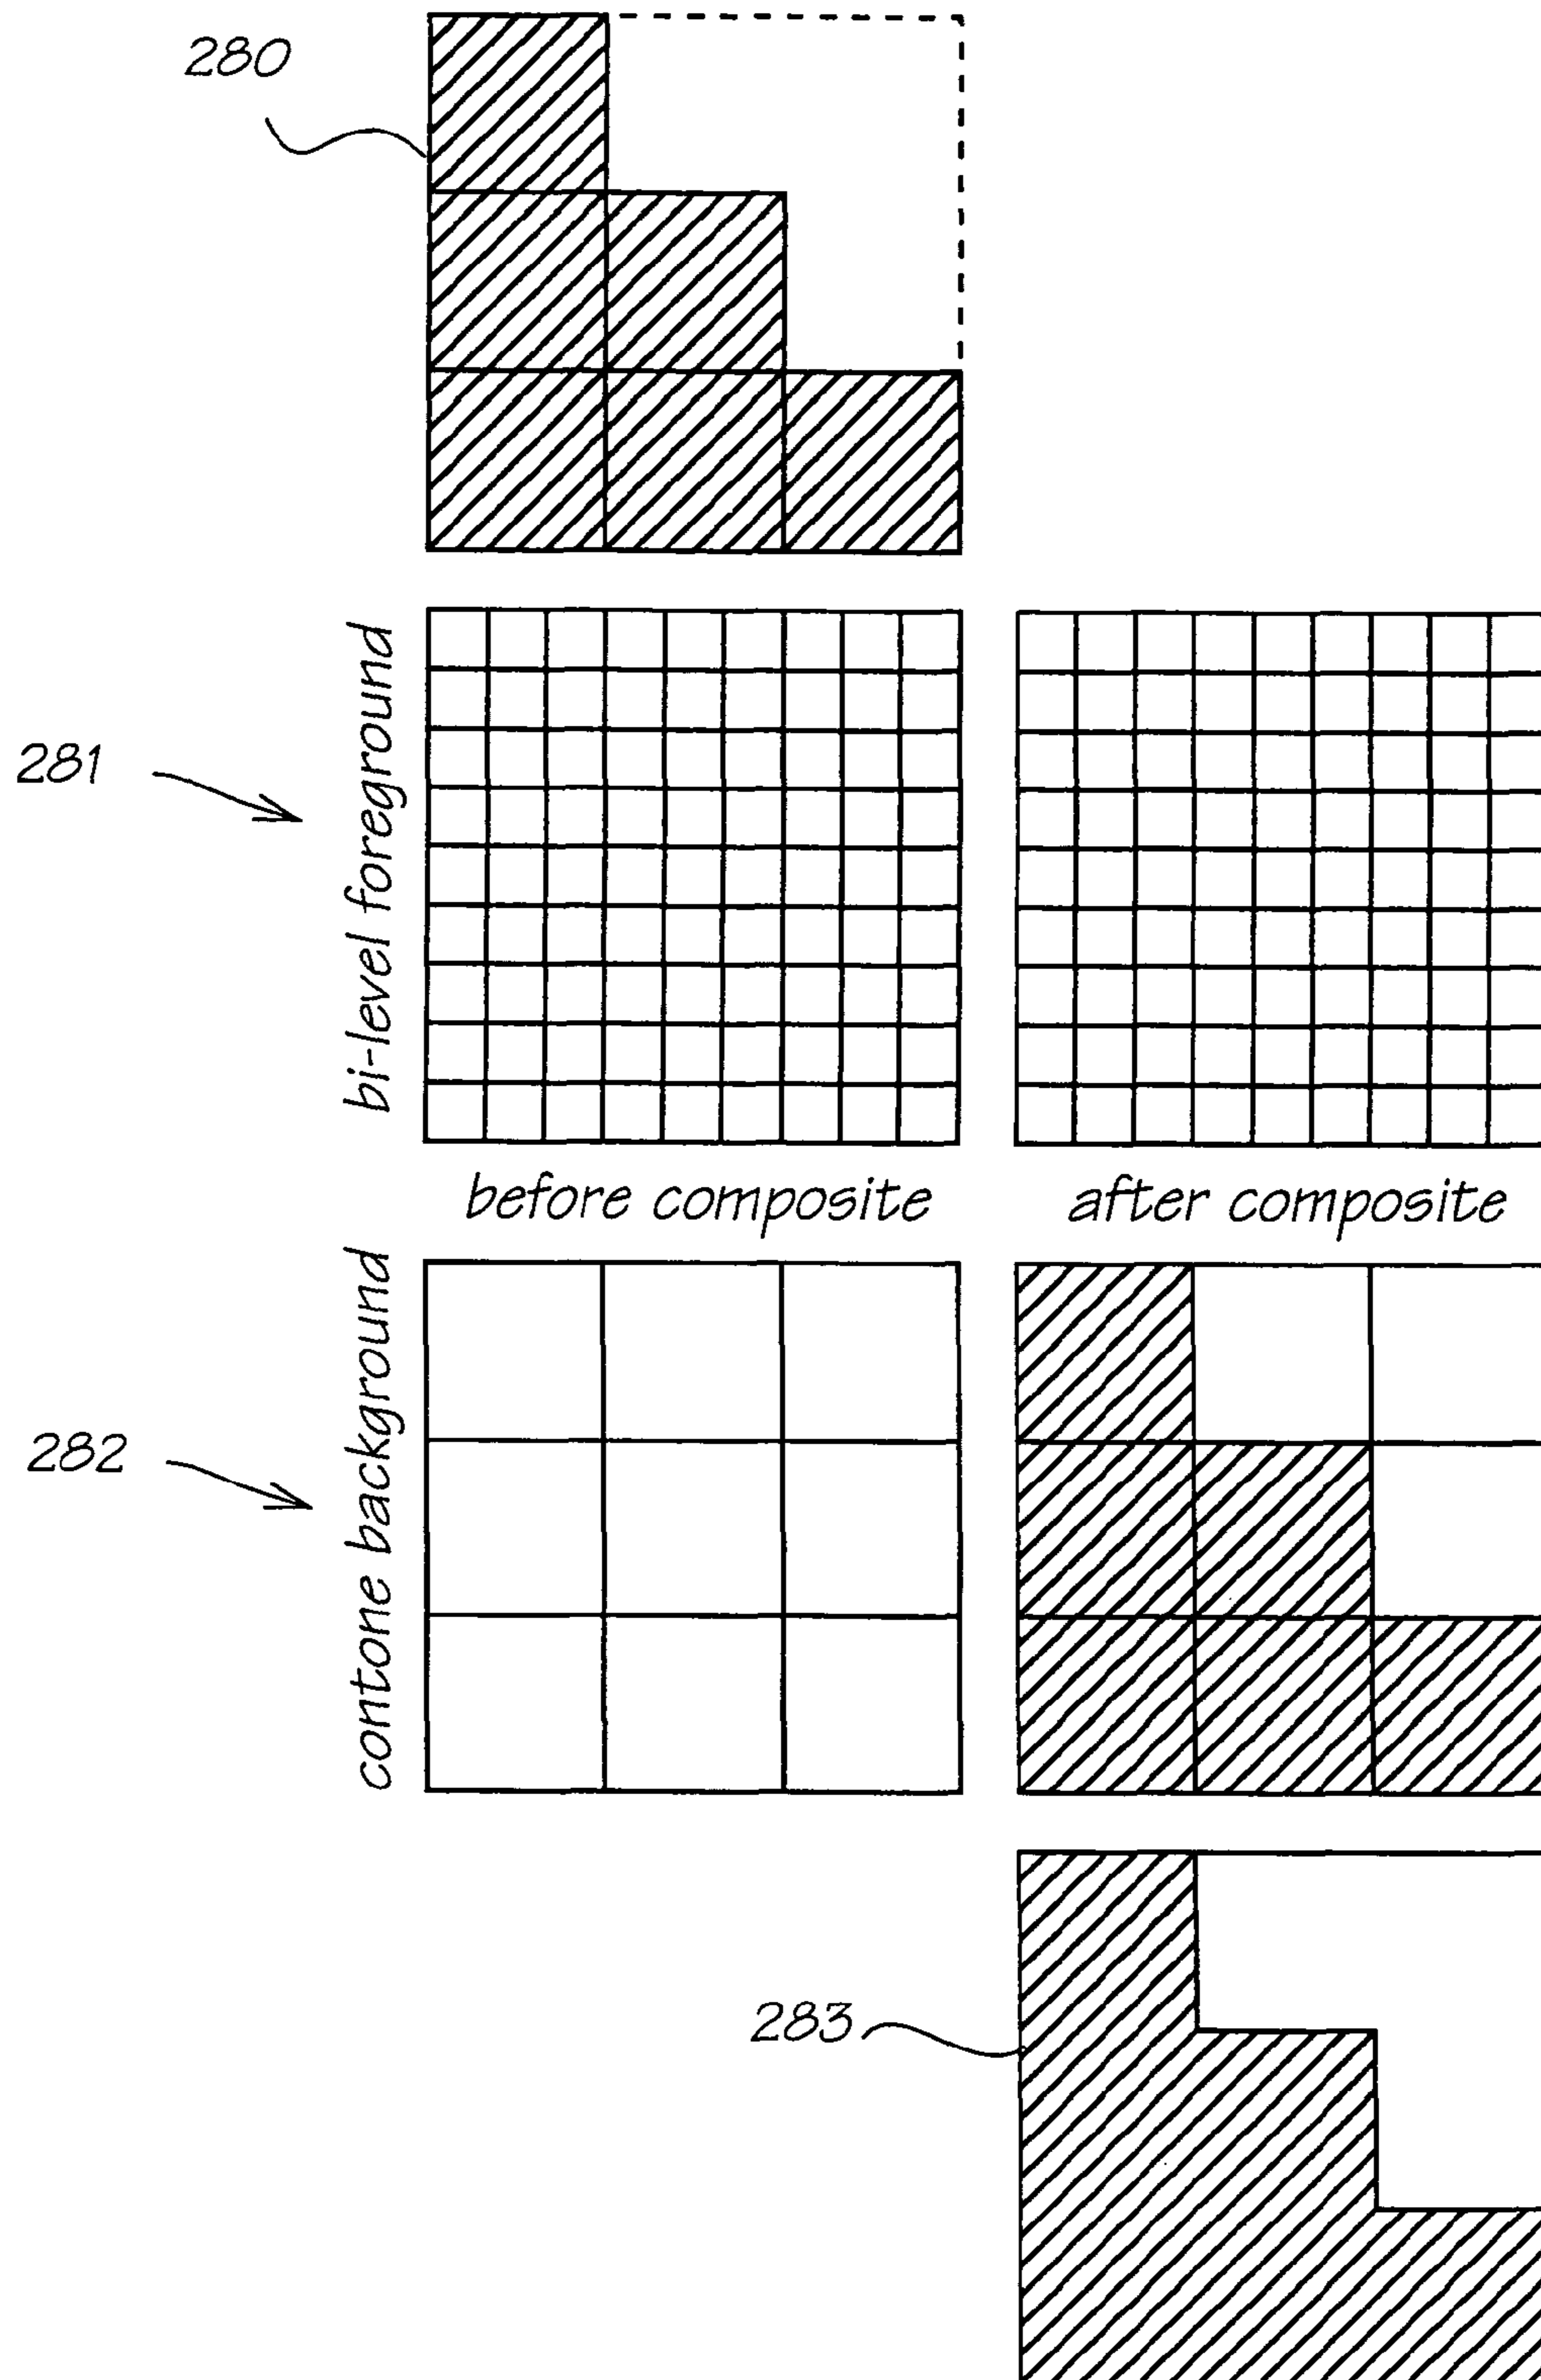 280
281
bi-level foreground
before composite
after composite
282
contone background
283